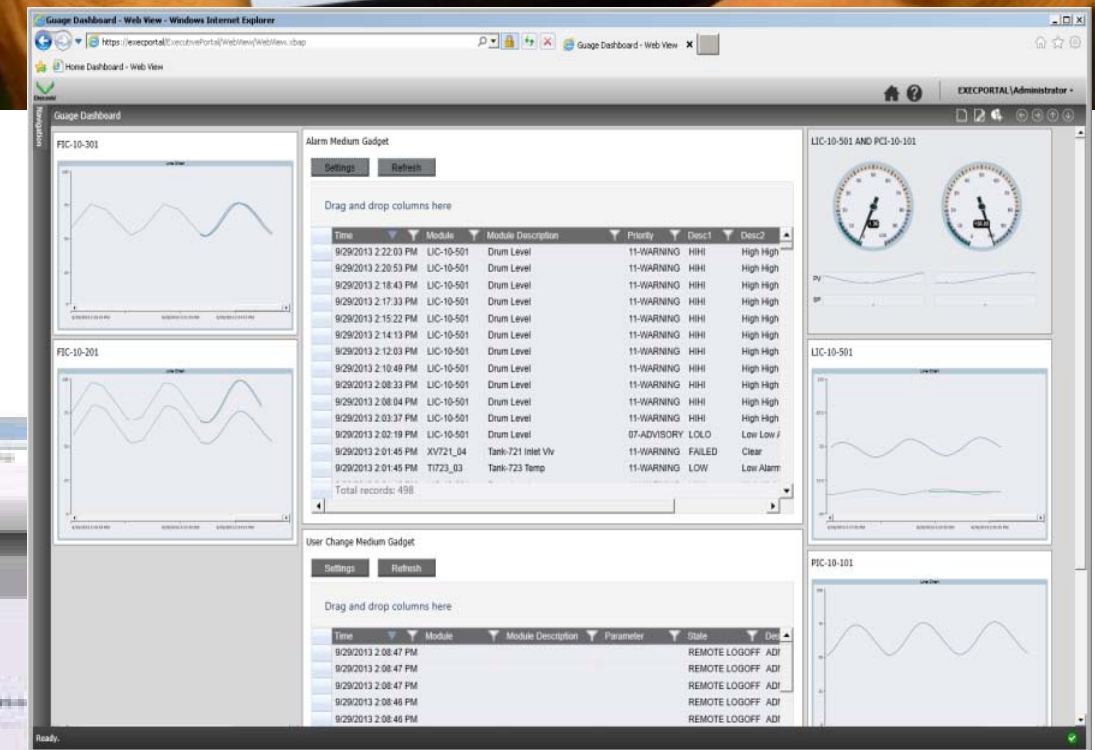 Guage Dashboard - Web View - Windows Internet Explorer
https://execportal/ExecutivePortal/WebView/WebView.xbap
Guage Dashboard - Web View
Home Dashboard - Web View
EXECPORTAL\Administrator
Navigation
Guage Dashboard
FIC-10-301
Line Chart
FIC-10-201
Line Chart
Alarm Medium Gadget
Settings Refresh
Drag and drop columns here
Time Module Module Description Priority Desc1 Desc2
9/29/2013 2:22:03 PM LIC-10-501 Drum Level 11-WARNING HIHI High High
9/29/2013 2:20:53 PM LIC-10-501 Drum Level 11-WARNING HIHI High High
9/29/2013 2:18:43 PM LIC-10-501 Drum Level 11-WARNING HIHI High High
9/29/2013 2:17:33 PM LIC-10-501 Drum Level 11-WARNING HIHI High High
9/29/2013 2:15:22 PM LIC-10-501 Drum Level 11-WARNING HIHI High High
9/29/2013 2:14:13 PM LIC-10-501 Drum Level 11-WARNING HIHI High High
9/29/2013 2:12:03 PM LIC-10-501 Drum Level 11-WARNING HIHI High High
9/29/2013 2:10:49 PM LIC-10-501 Drum Level 11-WARNING HIHI High High
9/29/2013 2:08:33 PM LIC-10-501 Drum Level 11-WARNING HIHI High High
9/29/2013 2:08:04 PM LIC-10-501 Drum Level 11-WARNING HIHI High High
9/29/2013 2:03:37 PM LIC-10-501 Drum Level 11-WARNING HIHI High High
9/29/2013 2:02:19 PM LIC-10-501 Drum Level 07-ADVISORY LOLO Low Low
9/29/2013 2:01:45 PM XV721_04 Tank-721 Inlet Vlv 11-WARNING FAILED Clear
9/29/2013 2:01:45 PM TI723_03 Tank-723 Temp 11-WARNING LOW Low Alarm
Total records: 498
User Change Medium Gadget
Settings Refresh
Drag and drop columns here
Time Module Module Description Parameter State Des
9/29/2013 2:08:47 PM REMOTE LOGOFF
9/29/2013 2:08:47 PM REMOTE LOGOFF
9/29/2013 2:08:47 PM REMOTE LOGOFF
9/29/2013 2:08:46 PM REMOTE LOGOFF
9/29/2013 2:08:46 PM REMOTE LOGOFF
LIC-10-501 AND PCI-10-101
PV
SP
LIC-10-501
Line Chart
PIC-10-101
Line Chart
Ready.